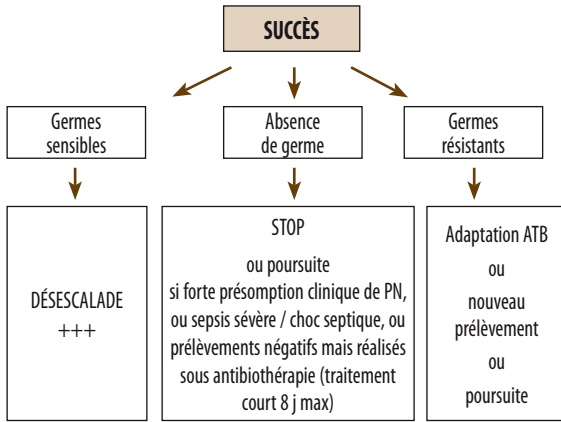 SUCCÈS
Germes
sensibles
Absence
de germe
Germes
résistants
DÉSESCALADE
+++
STOP
ou poursuite
si forte présomption clinique de PN,
ou sepsis sévère / choc septique, ou
prélèvements négatifs mais réalisés
sous antibiothérapie (traitement
court 8 j max)
Adaptation ATB
ou
nouveau
prélèvement
ou
poursuite